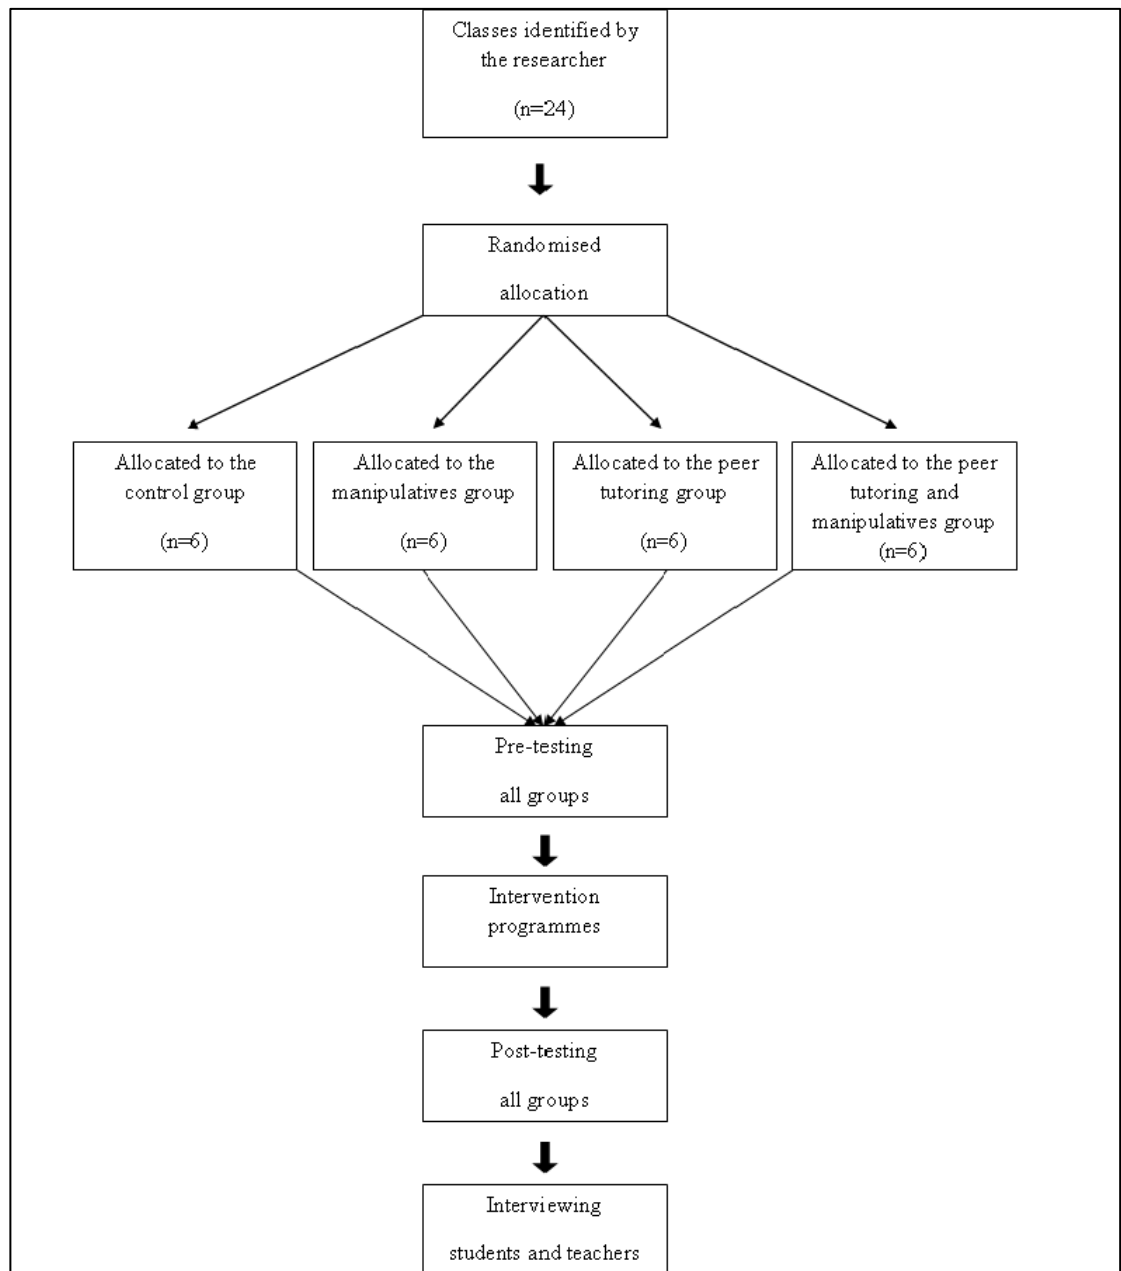 Classes identified by
the researcher
(n=24)
Randomised
allocation
Allocated to the
control group
(n=6)
Allocated to the
manipulatives group
(n=6)
Allocated to the peer
tutoring group
(n=6)
Allocated to the peer
tutoring and
manipulatives group
(n=6)
Pre-testing
all groups
Intervention
programmes
Post-testing
all groups
Interviewing
students and teachers